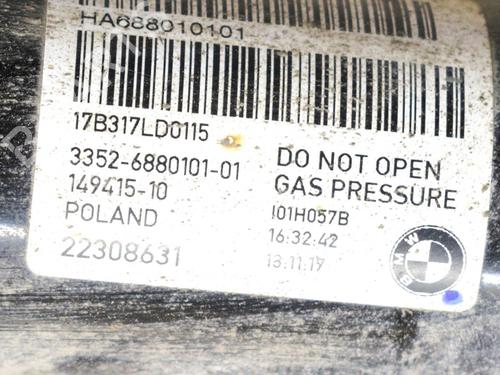 HA688010101
17B317LD0115
3352-6880101-01
149415-10
POLAND
22308631
DO NOT OPEN
GAS PRESSURE
I01H057B
16:32:42
13.11.17
BMW